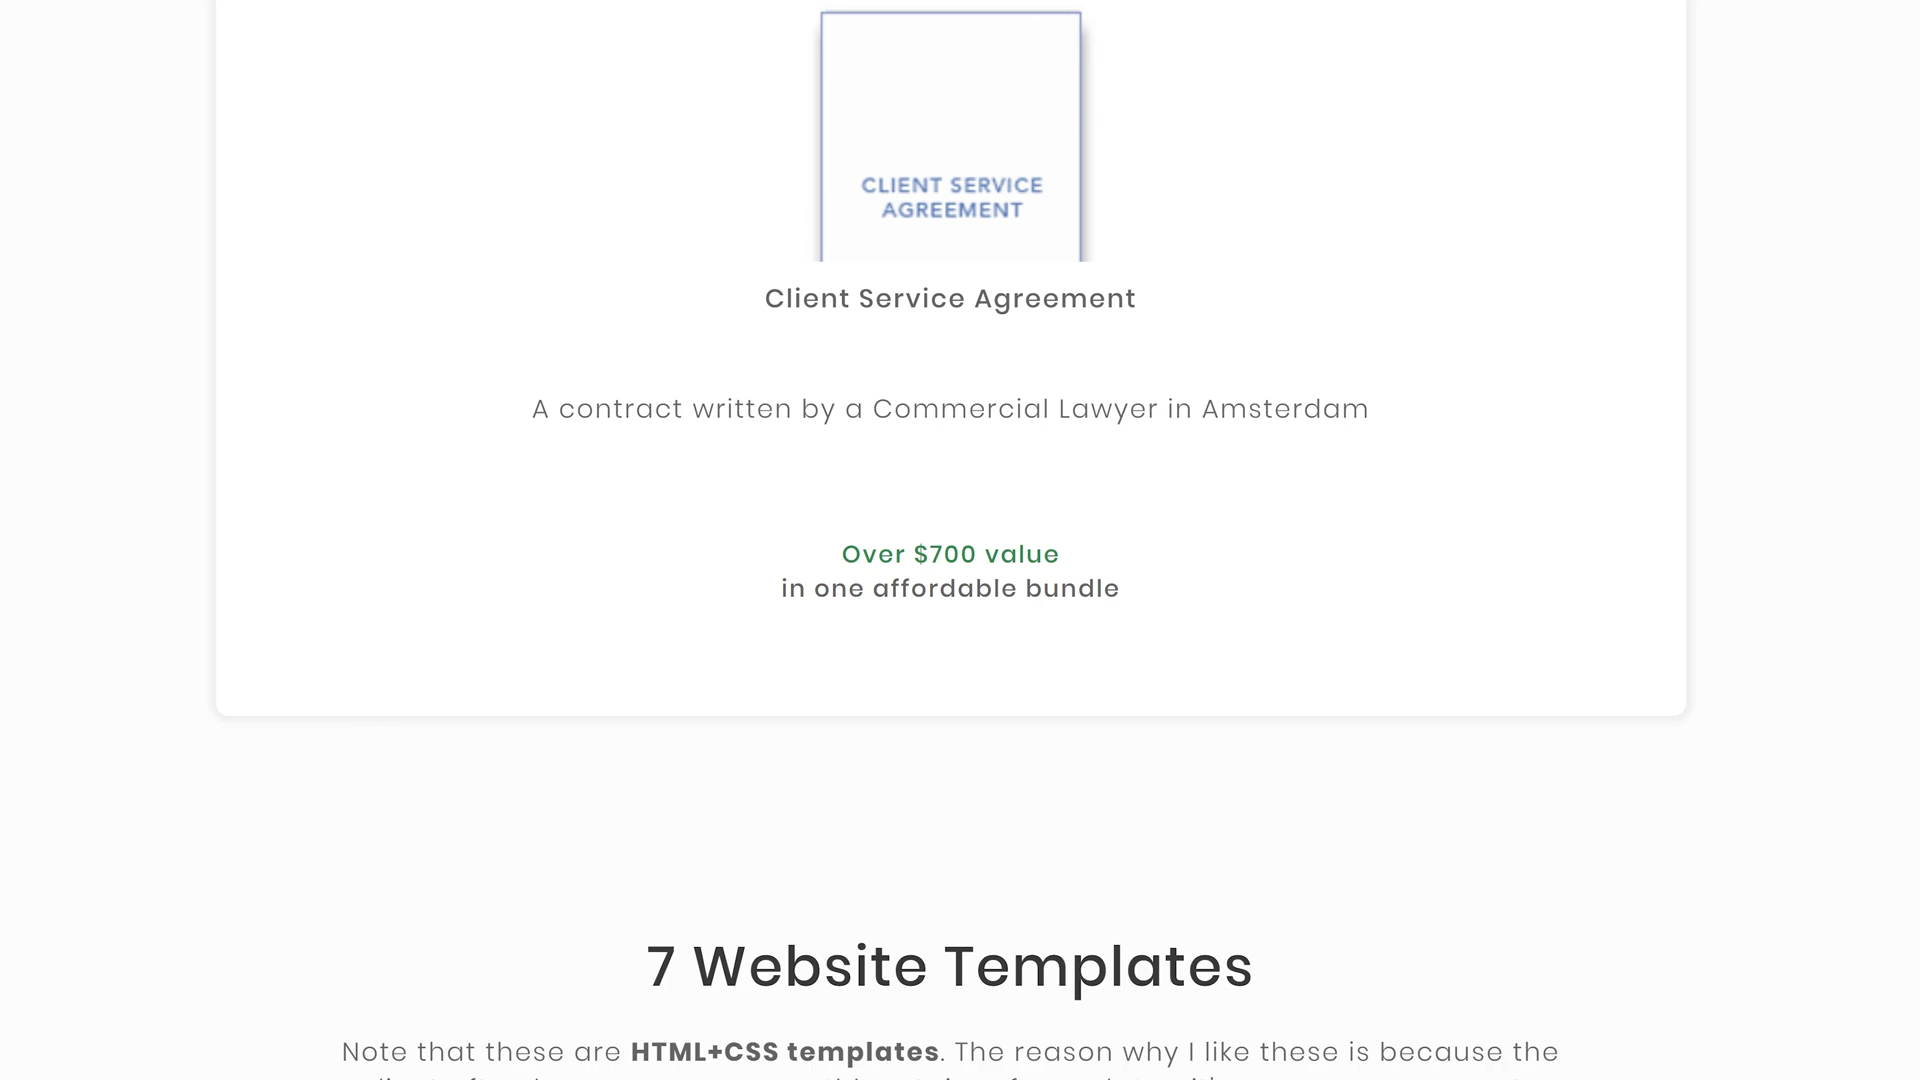 CLIENT SERVICE
AGREEMENT
Client Service Agreement
A contract written by a Commercial Lawyer in Amsterdam
Over $700 value
in one affordable bundle
7 Website Templates
Note that these are HTML+CSS templates. The reason why I like these is because the